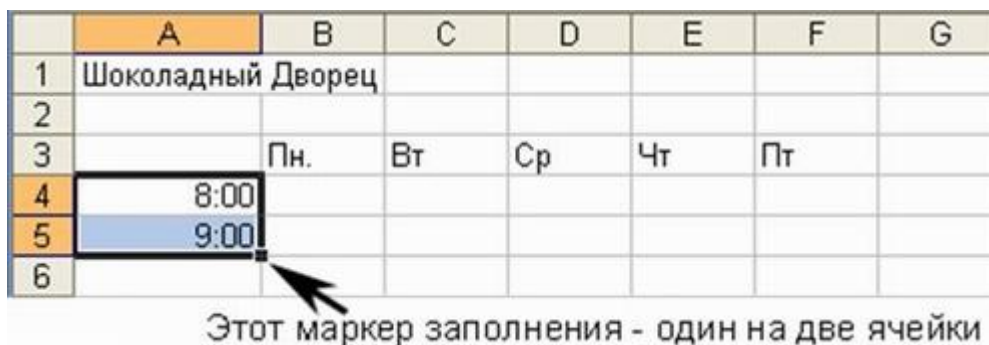 A B C D E F G
1 Шоколадный Дворец
2
3 Пн. Вт Ср Чт Пт
4 8:00
5 9:00
6
Этот маркер заполнения - один на две ячейки